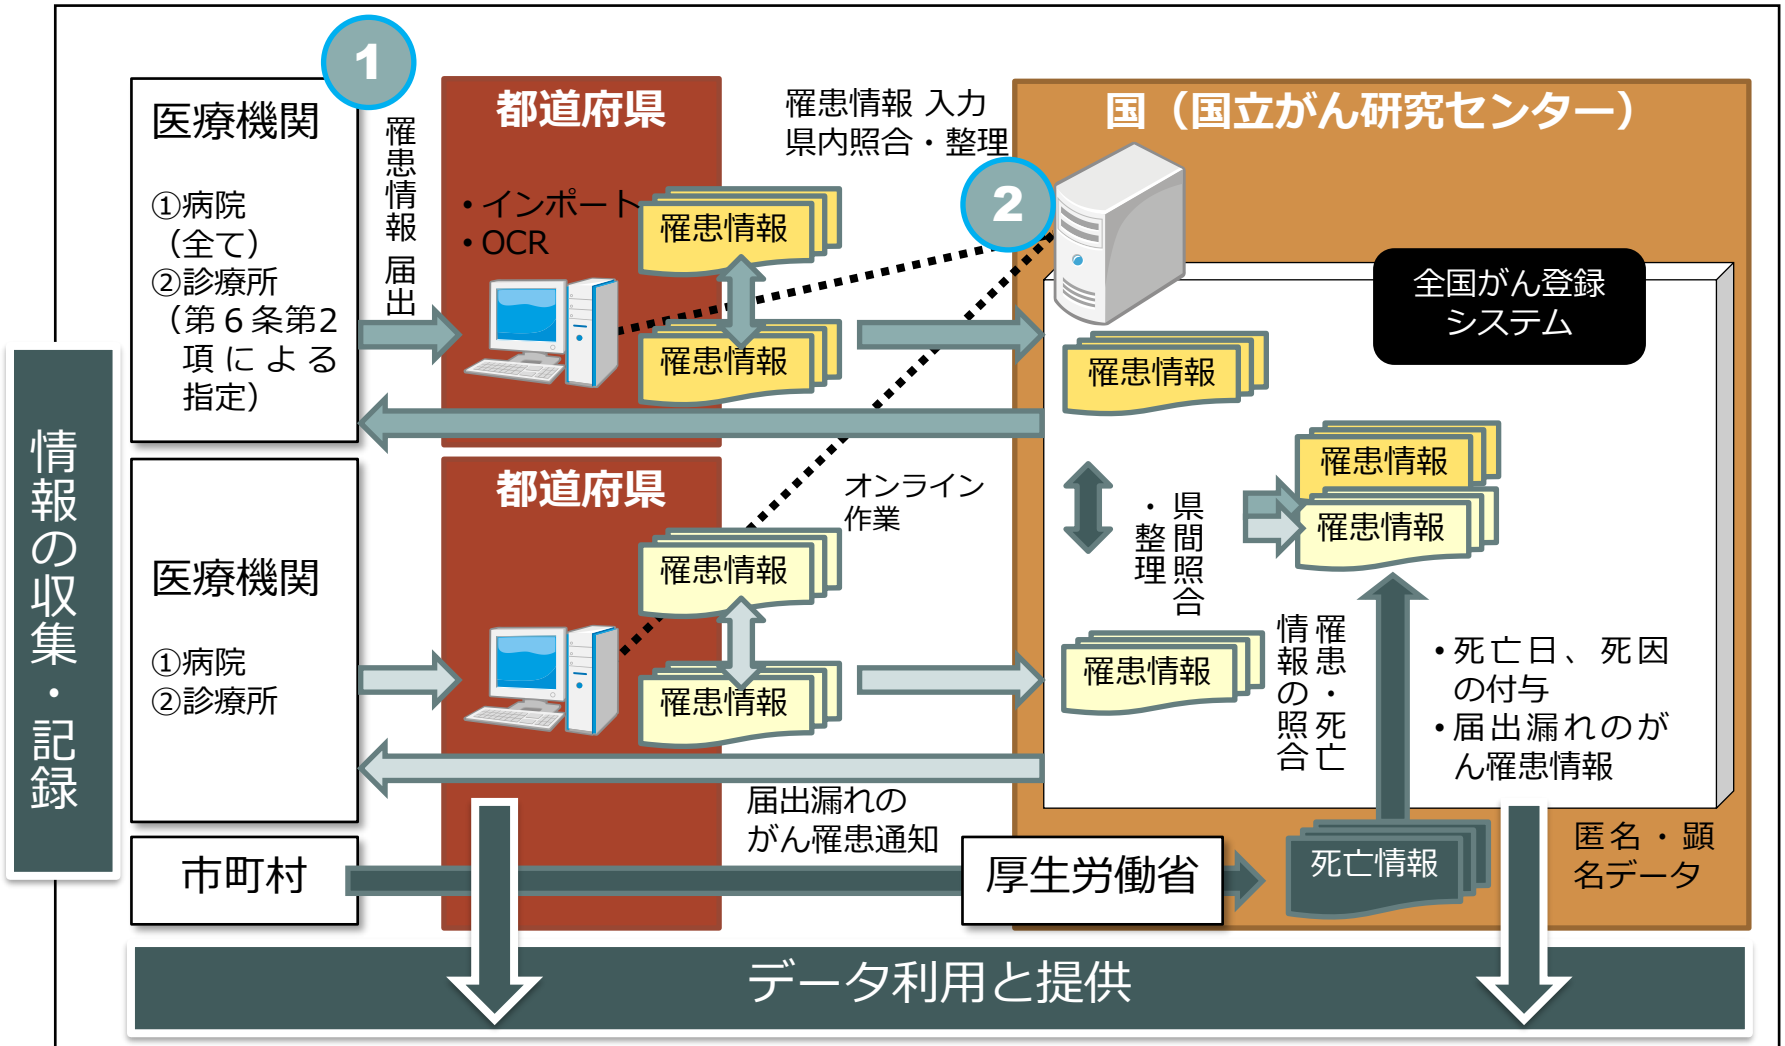 1
医療機関
①病院
（全て）
②診療所
（第６条第2
項による
指定）
罹患情報 届出
都道府県
・インポート
・OCR
罹患情報
罹患情報
罹患情報 入力
県内照合・整理
2
国（国立がん研究センター）
全国がん登録
システム
罹患情報
情報の収集・記録
医療機関
①病院
②診療所
都道府県
罹患情報
罹患情報
オンライン
作業
県間照合
・整理
罹患情報
罹患情報
罹患情報
罹患・死亡
情報の照合
・死亡日、死因
の付与
・届出漏れのが
ん罹患情報
届出漏れの
がん罹患通知
市町村
厚生労働省
死亡情報
匿名・顕
名データ
データ利用と提供